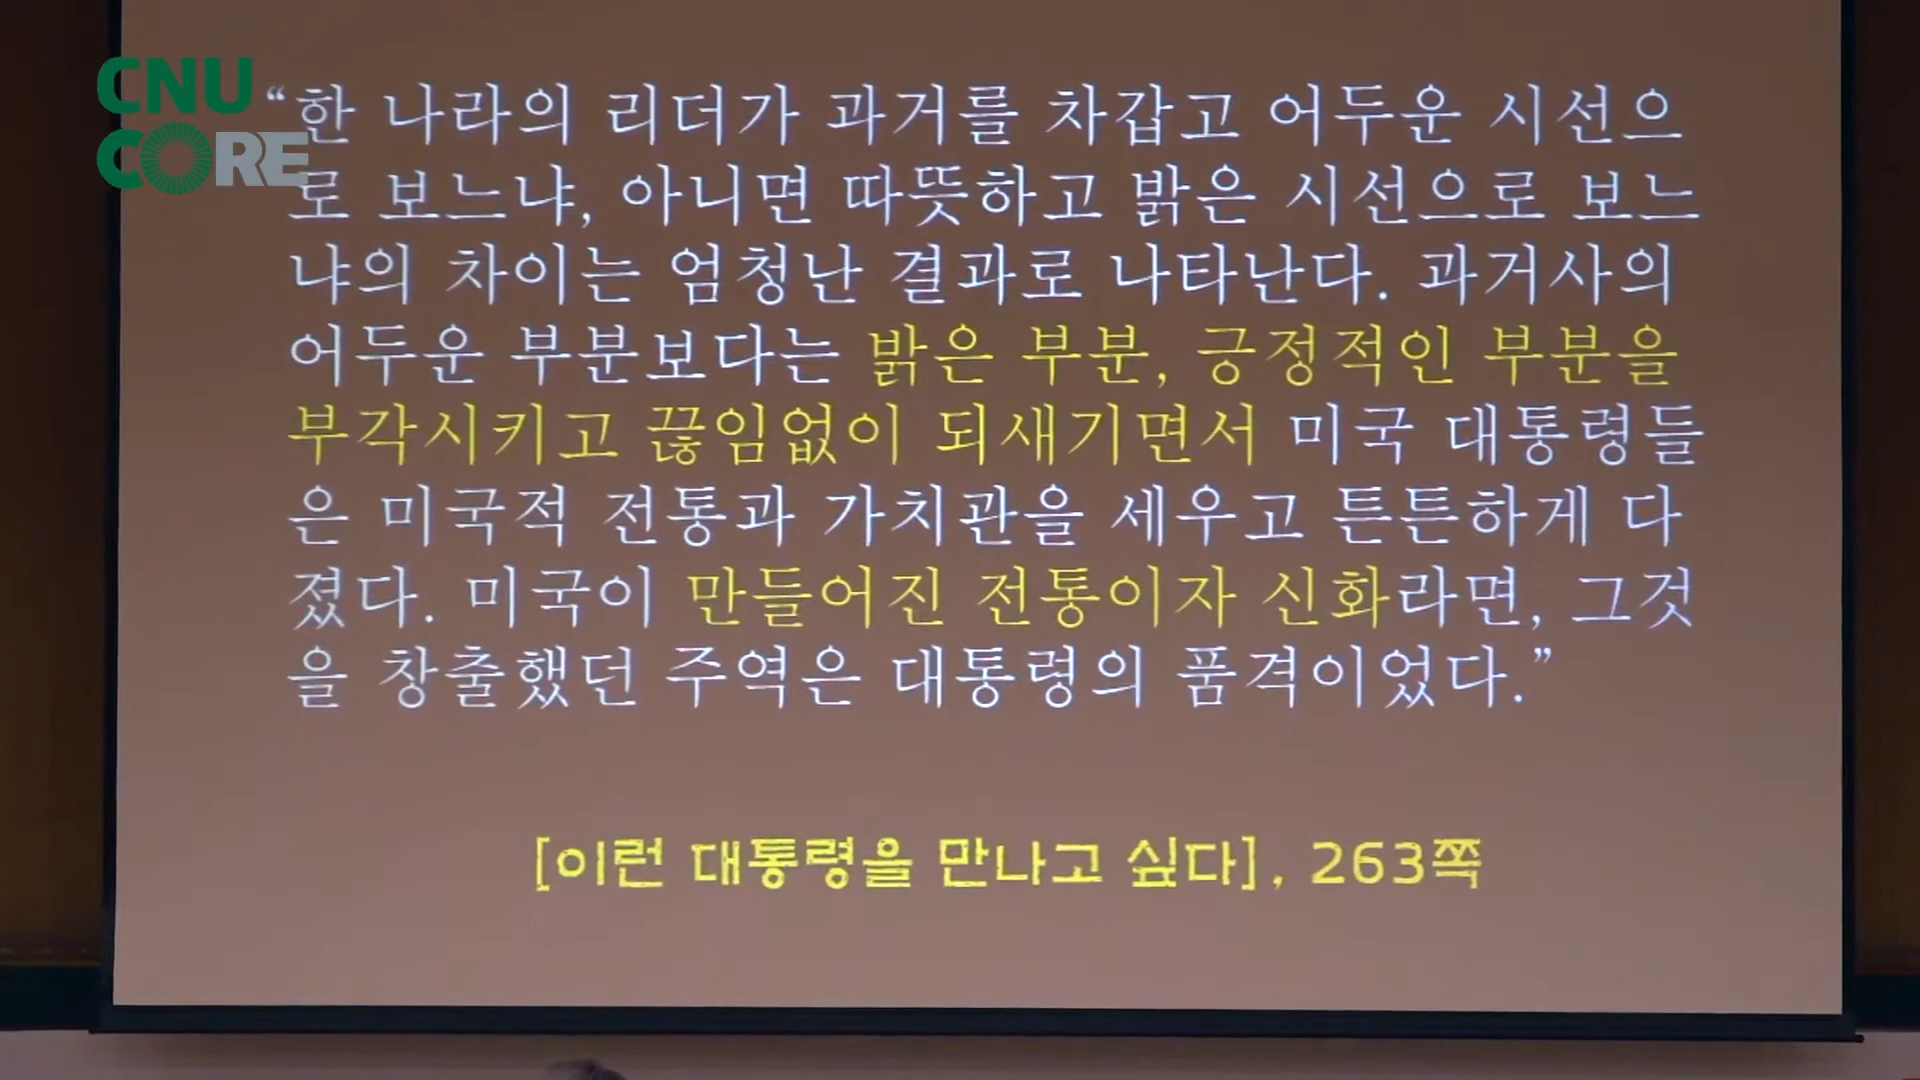 CNU
CORE
“한 나라의 리더가 과거를 차갑고 어두운 시선으
로 보느냐, 아니면 따뜻하고 밝은 시선으로 보느
냐의 차이는 엄청난 결과로 나타난다. 과거사의
어두운 부분보다는 밝은 부분, 긍정적인 부분을
부각시키고 끊임없이 되새기면서 미국 대통령들
은 미국적 전통과 가치관을 세우고 튼튼하게 다
졌다. 미국이 만들어진 전통이자 신화라면, 그것
을 창출했던 주역은 대통령의 품격이었다.”
[이런 대통령을 만나고 싶다], 263쪽